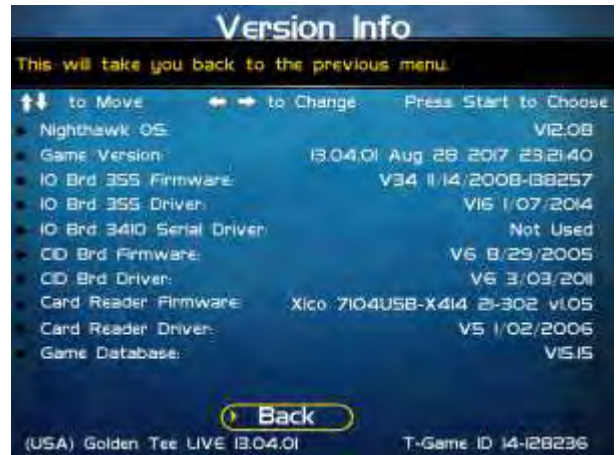 Version Info
This will take you back to the previous menu.
to Move to Change Press Start to Choose
Nighthawk OS: V12.08
Game Version: 13.04.01 Aug 28 2017 23:21:40
IO Brd 355 Firmware: V34 11/14/2008-138257
IO Brd 355 Driver: V16 1/07/2014
IO Brd 3410 Serial Driver: Not Used
CID Brd Firmware: V6 8/29/2005
CID Brd Driver: V6 3/03/2011
Card Reader Firmware: Xico 7104USB-X414 21-302 v1.05
Card Reader Driver: V5 1/02/2006
Game Database: V15.15
Back
(USA) Golden Tee LIVE 13.04.01 T-Game ID 14-128236